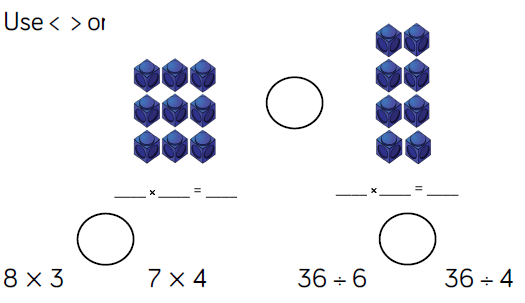 Use < > or
____ × ____ = ____ ____ × ____ = ____
8 × 3 7 × 4 36 ÷ 6 36 ÷ 4